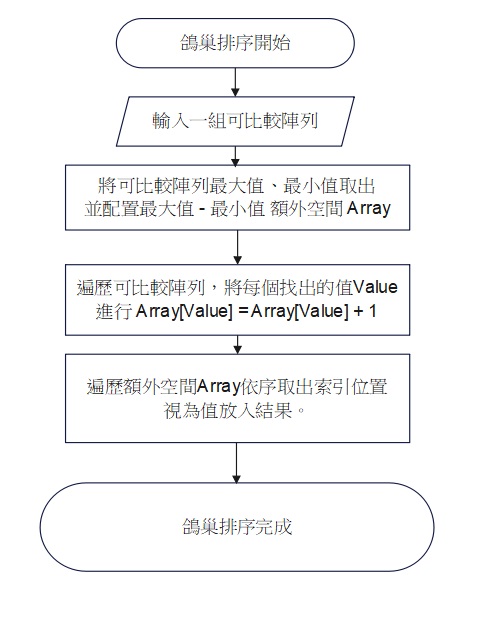 鴿巢排序開始
輸入一組可比較陣列
將可比較陣列最大值、最小值取出
並配置最大值 - 最小值 額外空間 Array
遍歷可比較陣列，將每個找出的值Value
進行 Array[Value] = Array[Value] + 1
遍歷額外空間Array依序取出索引位置
視為值放入結果。
鴿巢排序完成